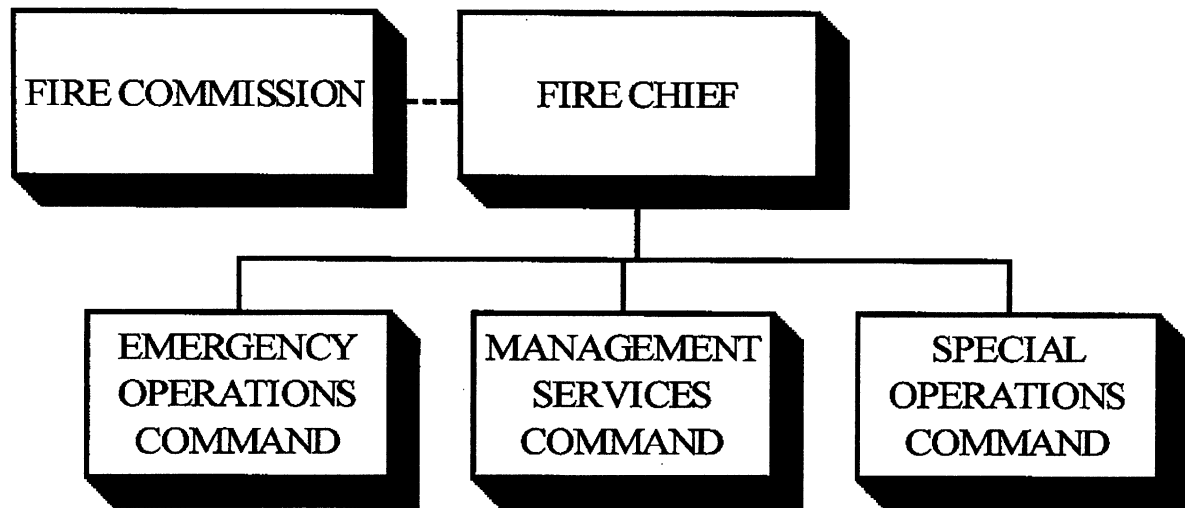 FIRE COMMISSION
FIRE CHIEF
EMERGENCY
OPERATIONS
COMMAND
MANAGEMENT
SERVICES
COMMAND
SPECIAL
OPERATIONS
COMMAND